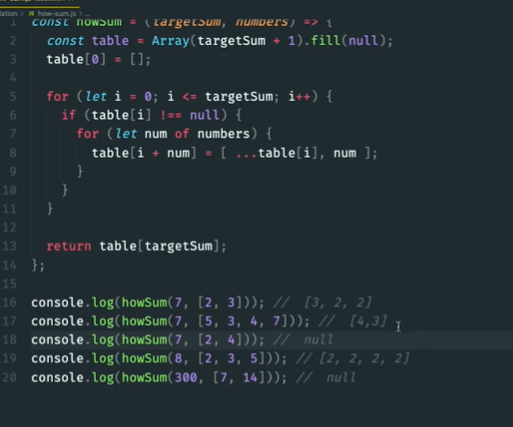 lation > JS how-sum.js > ...
1 const howSum = (targetSum, numbers) => {
2 const table = Array(targetSum + 1).fill(null);
3 table[0] = [];
4
5 for (let i = 0; i <= targetSum; i++) {
6 if (table[i] !== null) {
7 for (let num of numbers) {
8 table[i + num] = [ ...table[i], num ];
9 }
10 }
11 }
12
13 return table[targetSum];
14 };
15
16 console.log(howSum(7, [2, 3])); // [3, 2, 2]
17 console.log(howSum(7, [5, 3, 4, 7])); // [4,3]
18 console.log(howSum(7, [2, 4])); // null
19 console.log(howSum(8, [2, 3, 5])); // [2, 2, 2, 2]
20 console.log(howSum(300, [7, 14])); // null